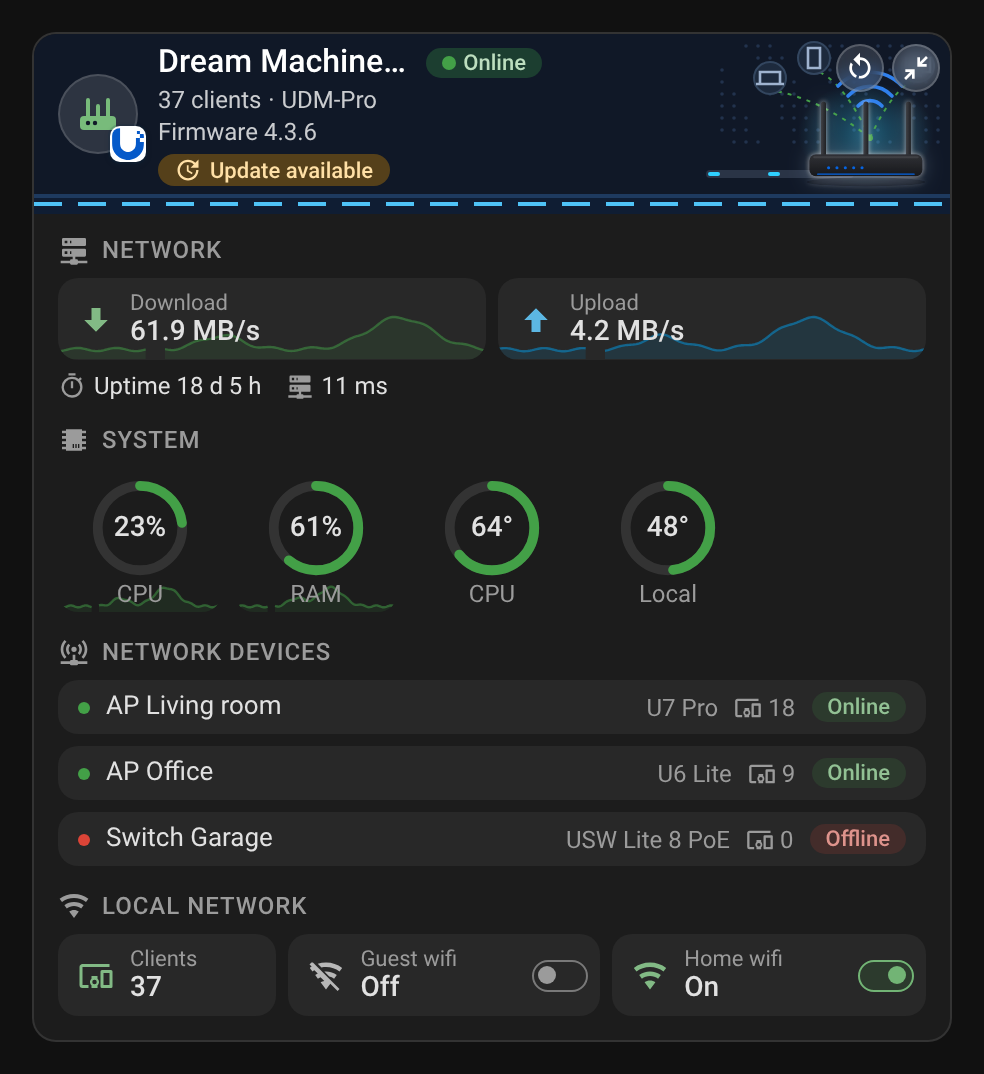 Dream Machine…
Online
37 clients · UDM-Pro
Firmware 4.3.6
Update available
NETWORK
Download
61.9 MB/s
Upload
4.2 MB/s
Uptime 18 d 5 h
11 ms
SYSTEM
23%
CPU
61%
RAM
64°
CPU
48°
Local
NETWORK DEVICES
AP Living room
U7 Pro
18
Online
AP Office
U6 Lite
9
Online
Switch Garage
USW Lite 8 PoE
0
Offline
LOCAL NETWORK
Clients
37
Guest wifi
Off
Home wifi
On